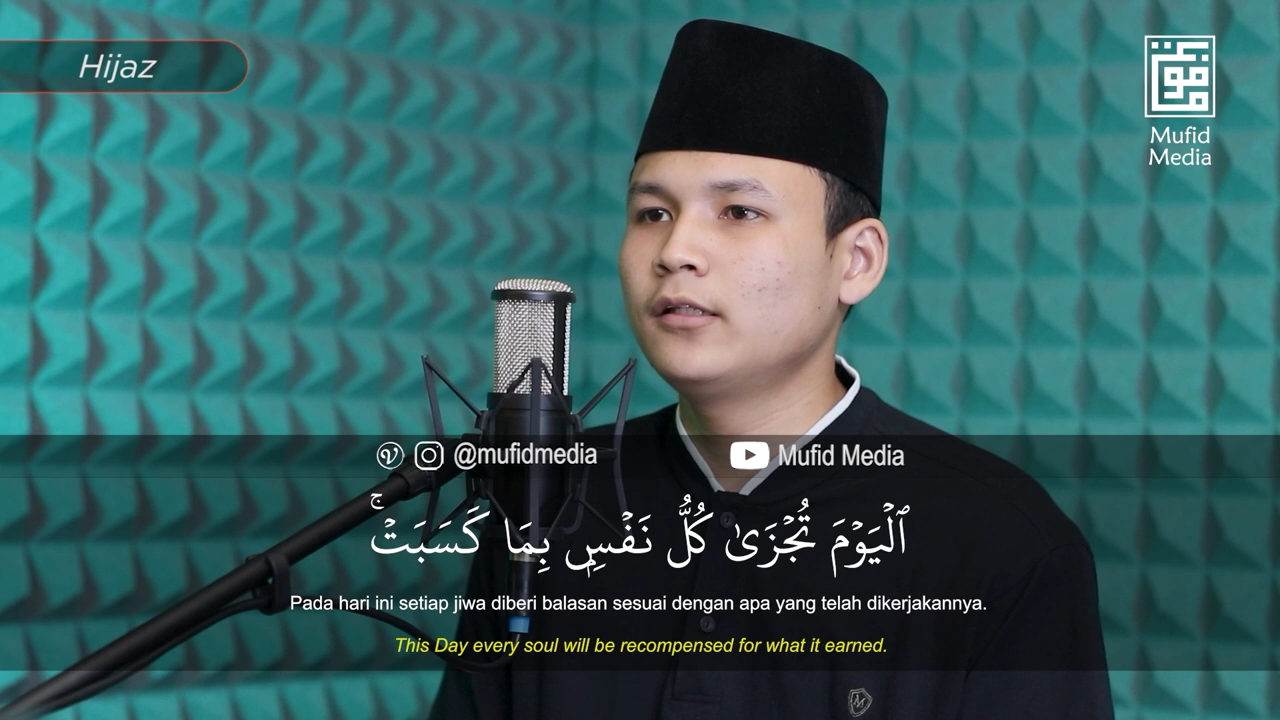 Hijaz
Mufid
Media
@mufidmedia
Mufid Media
ٱلْيَوْمَ تُجْزَىٰ كُلُّ نَفْسٍۭ بِمَا كَسَبَتْ ۚ
Pada hari ini setiap jiwa diberi balasan sesuai dengan apa yang telah dikerjakannya.
This Day every soul will be recompensed for what it earned.